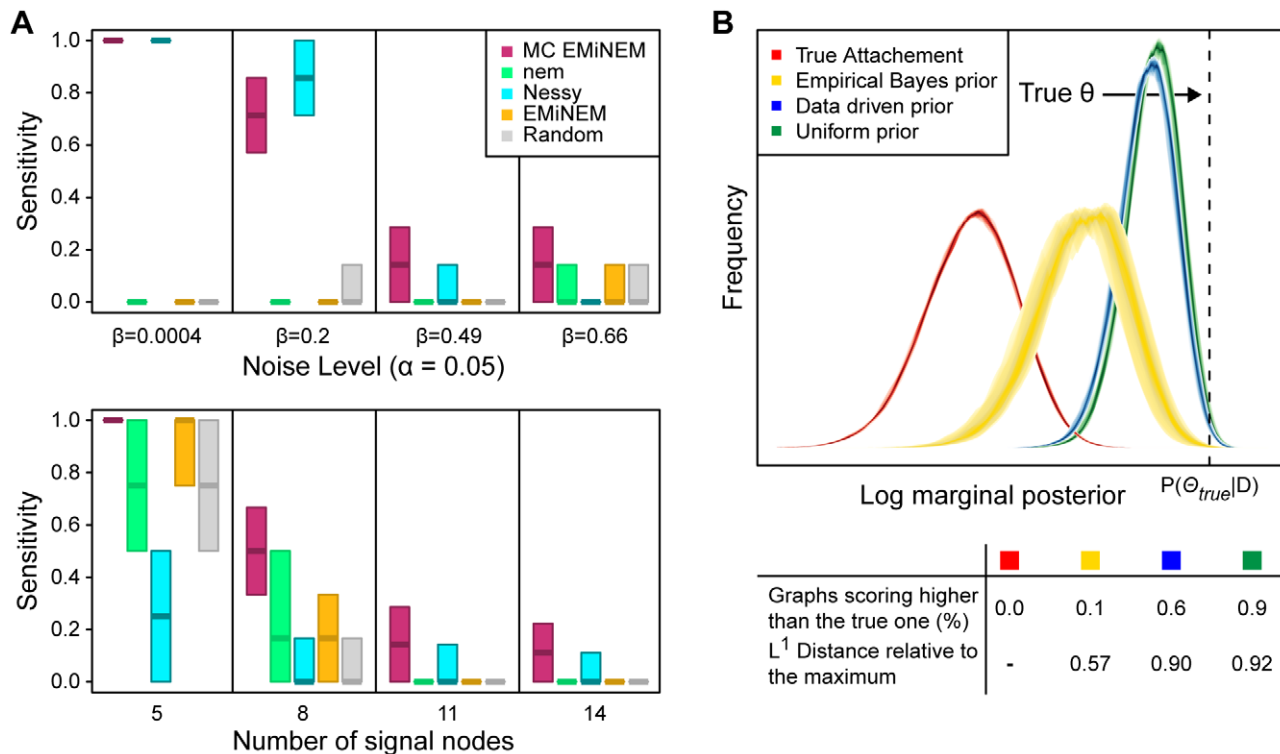 A
Sensitivity
1.0
0.8
0.6
0.4
0.2
0.0
MC EMiNEM
nem
Nessy
EMiNEM
Random
β=0.0004
β=0.2
β=0.49
β=0.66
Noise Level (α = 0.05)
Sensitivity
1.0
0.8
0.6
0.4
0.2
0.0
5
8
11
14
Number of signal nodes
B
True Attachement
Empirical Bayes prior
Data driven prior
Uniform prior
True θ
Frequency
Log marginal posterior
P(Θtrue|D)
Graphs scoring higher
than the true one (%)
0.0 0.1 0.6 0.9
L1 Distance relative to
the maximum
- 0.57 0.90 0.92